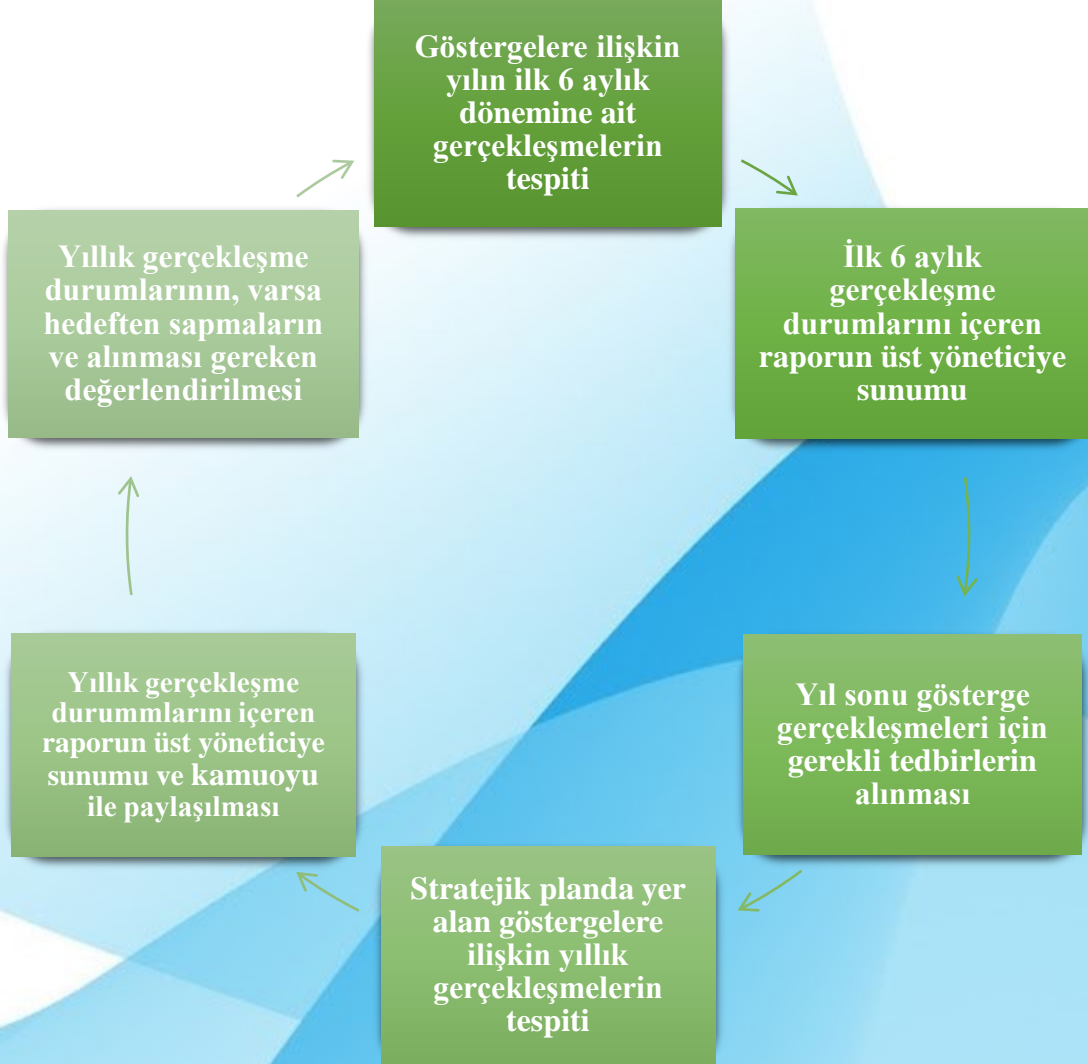 Göstergelere ilişkin
yılın ilk 6 aylık
dönemine ait
gerçekleşmelerin
tespiti
İlk 6 aylık
gerçekleşme
durumlarını içeren
raporun üst yöneticiye
sunumu
Yıl sonu gösterge
gerçekleşmeleri için
gerekli tedbirlerin
alınması
Stratejik planda yer
alan göstergelere
ilişkin yıllık
gerçekleşmelerin
tespiti
Yıllık gerçekleşme
durummlarını içeren
raporun üst yöneticiye
sunumu ve kamuoyu
ile paylaşılması
Yıllık gerçekleşme
durumlarının, varsa
hedeften sapmaların
ve alınması gereken
değerlendirilmesi